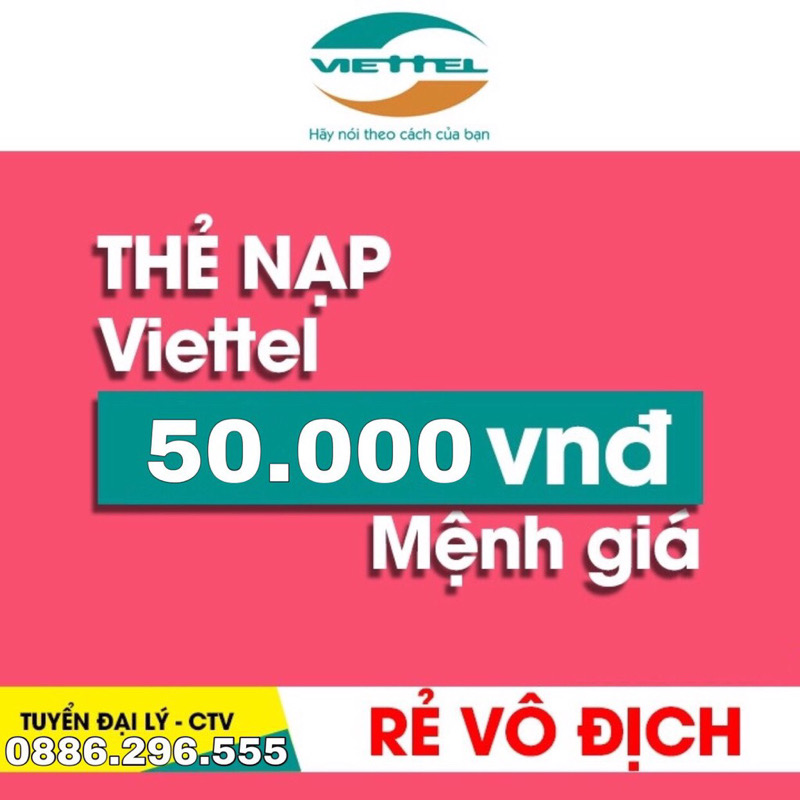 VIETTEL
Hãy nói theo cách của bạn
THẺ NẠP
Viettel
50.000 vnđ
Mệnh giá
TUYỂN ĐẠI LÝ - CTV
0886.296.555
RẺ VÔ ĐỊCH